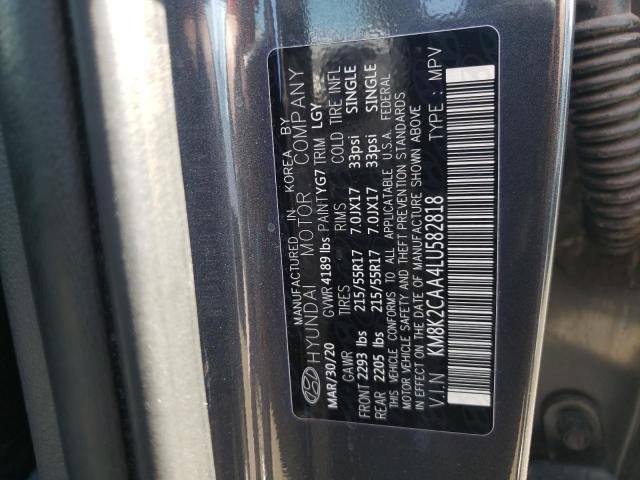 MANUFACTURED IN KOREA BY
HYUNDAI MOTOR COMPANY
MAR/30/20 GVWR 4189 lbs PAINT YG7 TRIM LGY
GAWR TIRES RIMS COLD TIRE INFL
FRONT 2293 lbs 215/55R17 7.0JX17 33psi SINGLE
REAR 2205 lbs 215/55R17 7.0JX17 33psi SINGLE
THIS VEHICLE CONFORMS TO ALL APPLICABLE U.S.A. FEDERAL
MOTOR VEHICLE SAFETY AND THEFT PREVENTION STANDARDS
IN EFFECT ON THE DATE OF MANUFACTURE SHOWN ABOVE
V.I.N KM8K2CAA4LU582818 TYPE : MPV